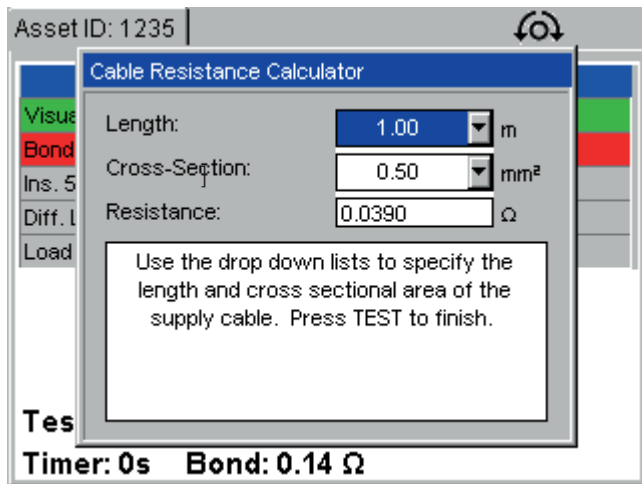 Asset ID: 1235
Cable Resistance Calculator
Visua
Bond
Ins. 5
Diff. L
Load
Length: 1.00 m
Cross-Section: 0.50 mm²
Resistance: 0.0390 Ω
Use the drop down lists to specify the
length and cross sectional area of the
supply cable. Press TEST to finish.
Tes
Timer: 0s Bond: 0.14 Ω